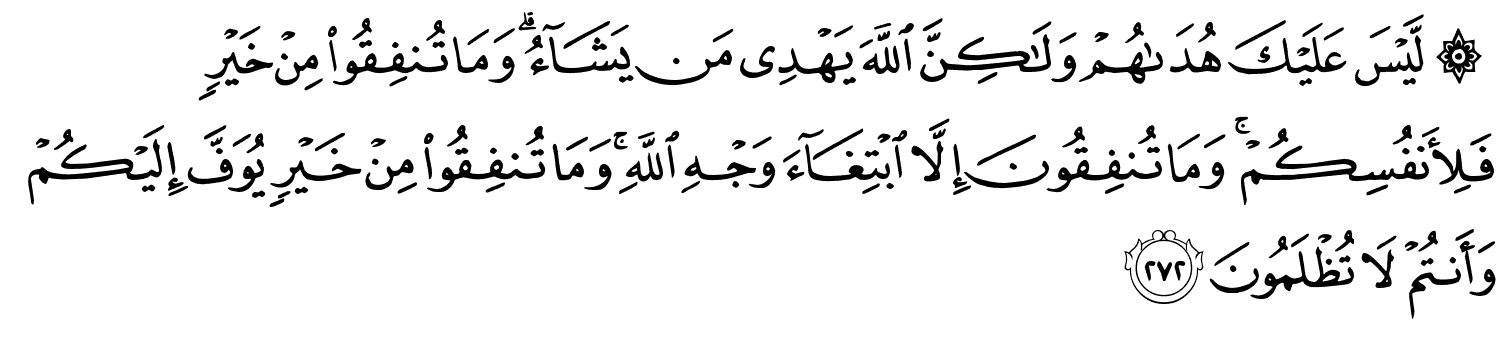 ۞ لَّيْسَ عَلَيْكَ هُدَىٰهُمْ وَلَـٰكِنَّ ٱللَّهَ يَهْدِى مَن يَشَآءُ ۗ وَمَا تُنفِقُوا۟ مِنْ خَيْرٍ
فَلِأَنفُسِكُمْ ۚ وَمَا تُنفِقُونَ إِلَّا ٱبْتِغَآءَ وَجْهِ ٱللَّهِ ۚ وَمَا تُنفِقُوا۟ مِنْ خَيْرٍ يُوَفَّ إِلَيْكُمْ
وَأَنتُمْ لَا تُظْلَمُونَ ٢٧٢